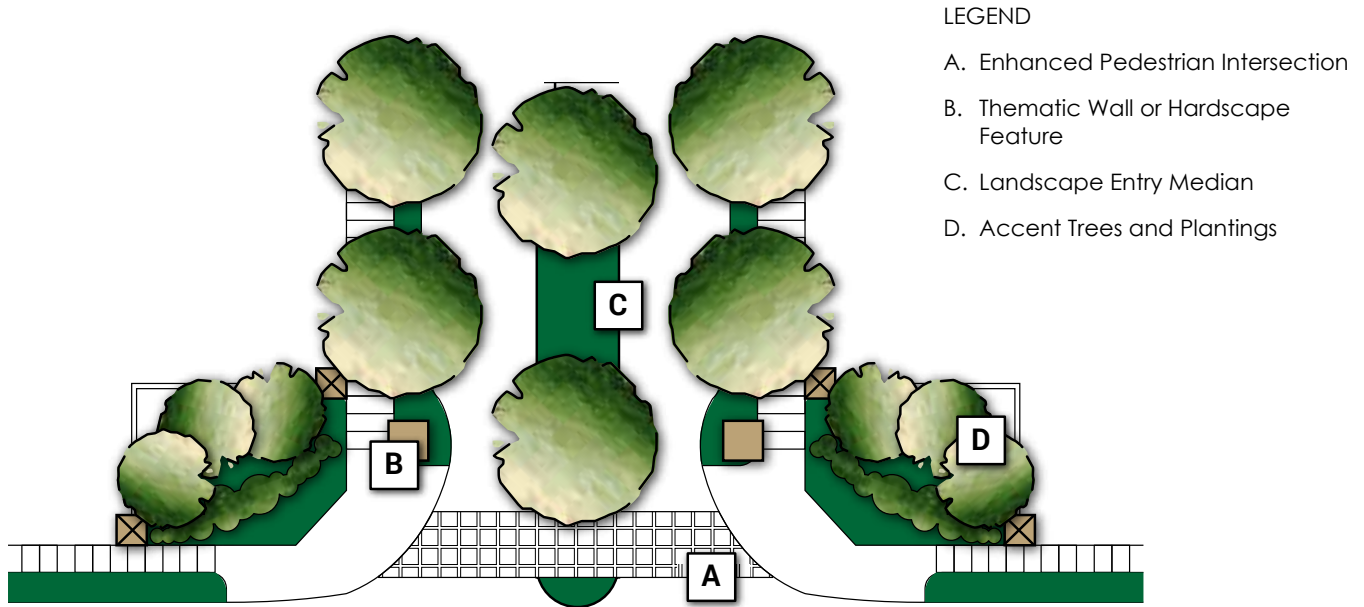 LEGEND
A. Enhanced Pedestrian Intersection
B. Thematic Wall or Hardscape
Feature
C. Landscape Entry Median
D. Accent Trees and Plantings
C
D
B
A